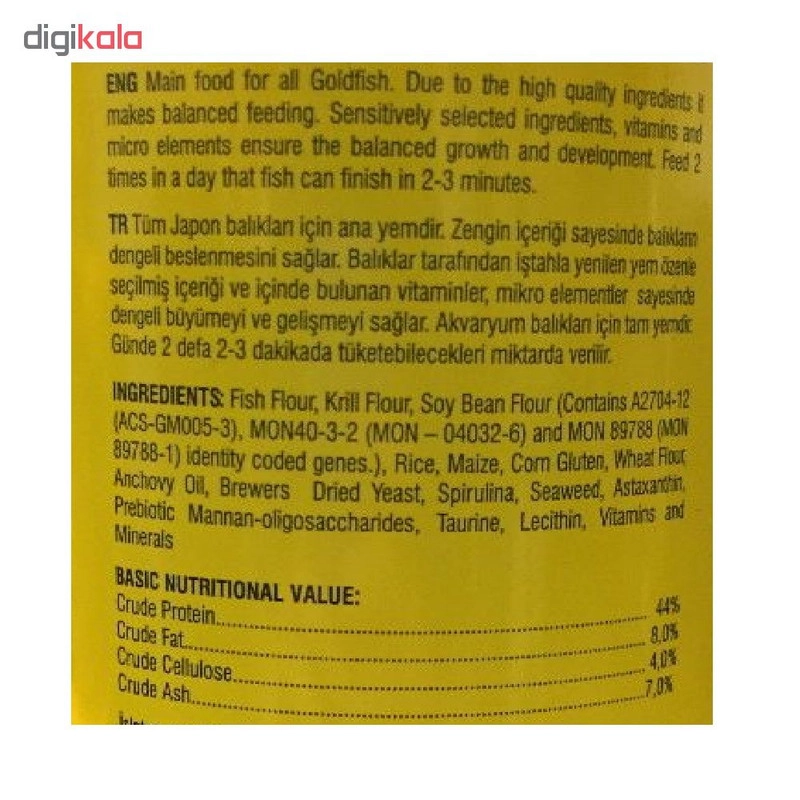 digikala
ENG Main food for all Goldfish. Due to the high quality ingredients it
makes balanced feeding. Sensitively selected ingredients, vitamins and
micro elements ensure the balanced growth and development. Feed 2
times in a day that fish can finish in 2-3 minutes.
TR Tüm Japon balıkları için ana yemdir. Zengin içeriği sayesinde balıkların
dengeli beslenmesini sağlar. Balıklar tarafından iştahla yenilen yem özenle
seçilmiş içeriği ve içinde bulunan vitaminler, mikro elementler sayesinde
dengeli büyümeyi ve gelişmeyi sağlar. Akvaryum balıkları için tam yemdir.
Günde 2 defa 2-3 dakikada tüketebilecekleri miktarda verilir.
INGREDIENTS: Fish Flour, Krill Flour, Soy Bean Flour (Contains A2704-12
(ACS-GM005-3), MON40-3-2 (MON – 04032-6) and MON 89788 (MON
89788-1) identity coded genes.), Rice, Maize, Corn Gluten, Wheat Flour,
Anchovy Oil, Brewers Dried Yeast, Spirulina, Seaweed, Astaxanthin,
Prebiotic Mannan-oligosaccharides, Taurine, Lecithin, Vitamins and
Minerals
BASIC NUTRITIONAL VALUE:
Crude Protein.......... 44%
Crude Fat.......... 8,0%
Crude Cellulose.......... 4,0%
Crude Ash.......... 7,0%